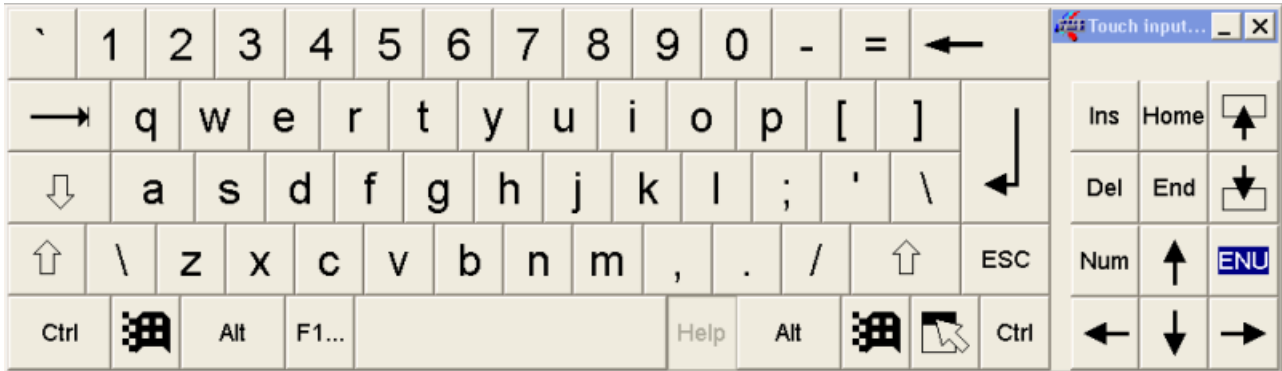 ` 1 2 3 4 5 6 7 8 9 0 - = Touch input...
q w e r t y u i o p [ ] Ins Home
a s d f g h j k l ; ' \ Del End
\ z x c v b n m , . / ESC Num ENU
Ctrl Alt F1... Help Alt Ctrl